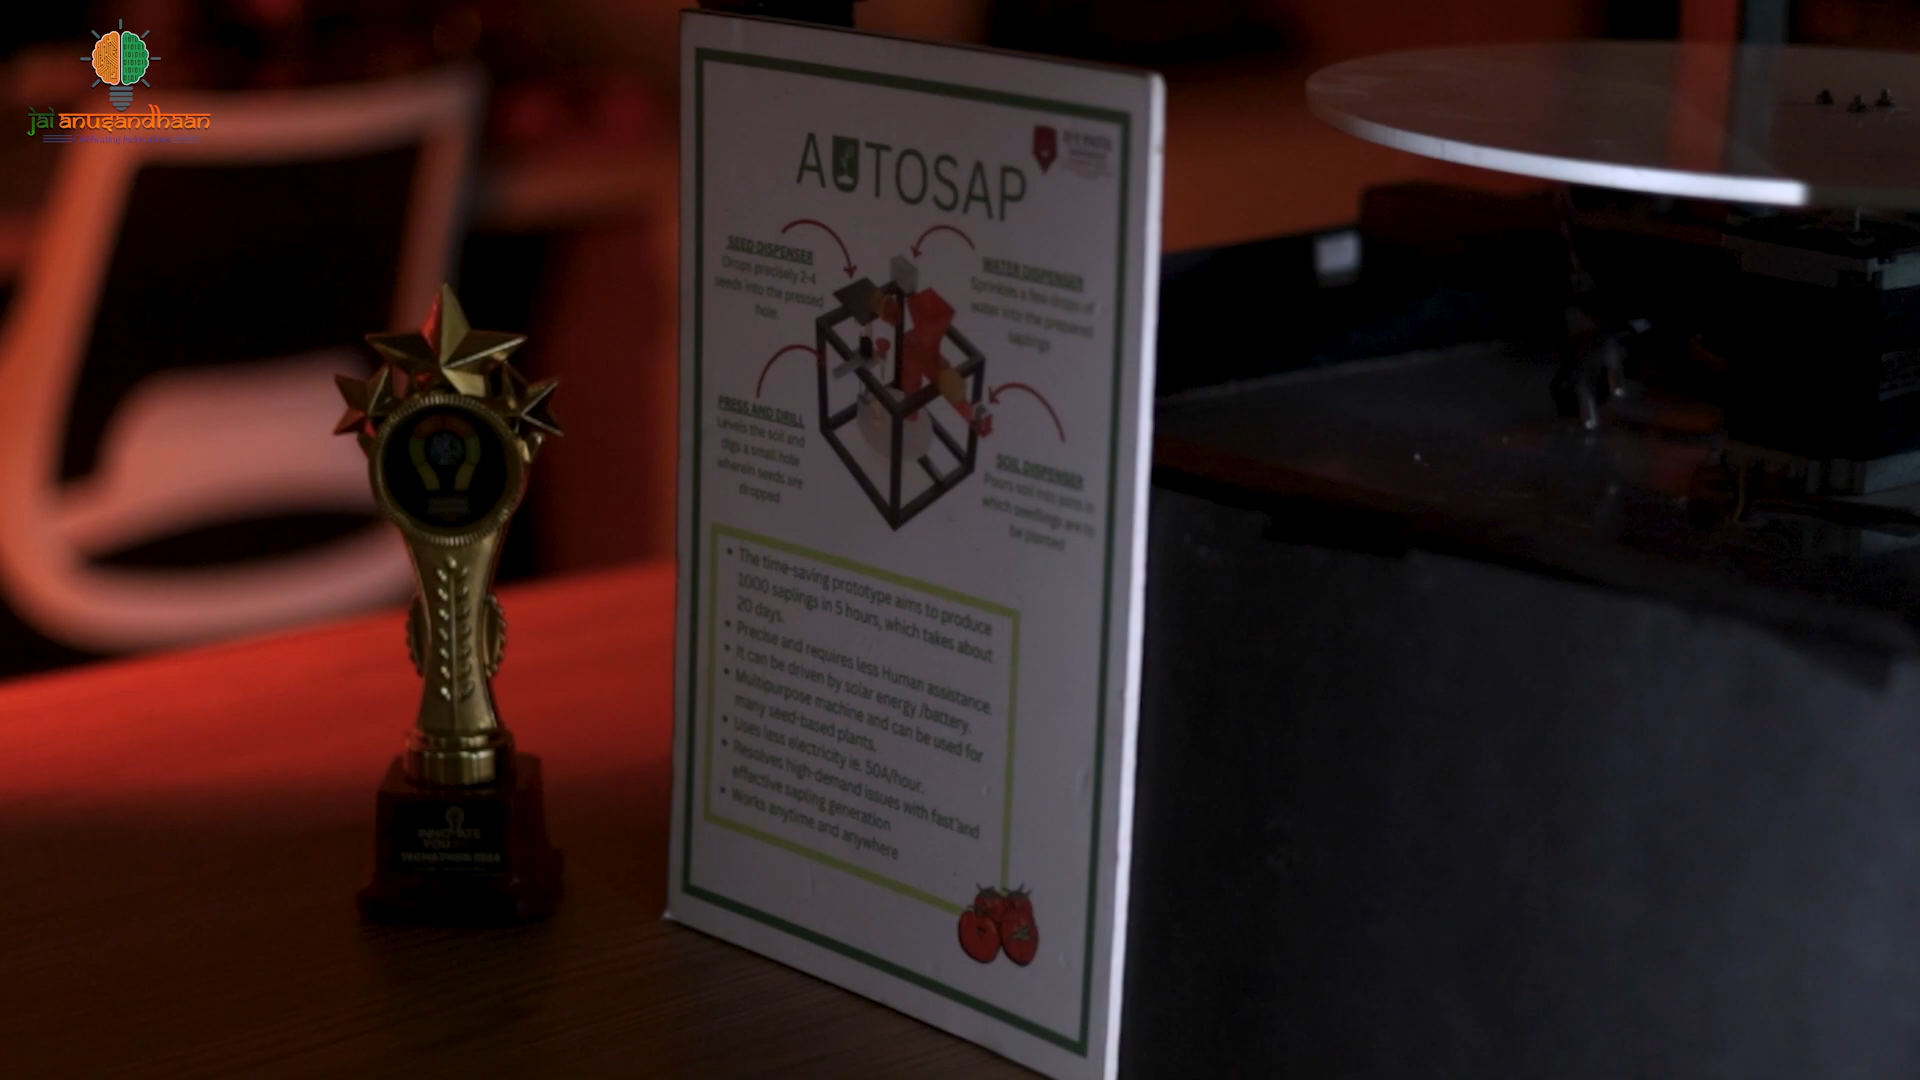 jai anusandhaan
AUTOSAP
SEED DISPENSER
Drops precisely 2-4
seeds into the pressed
hole.
WATER DISPENSER
Sprinkles a few drops of
water into the prepared
saplings
PRESS AND DRILL
Levels the soil and
digs a small hole
wherein seeds are
dropped
SOIL DISPENSER
Pours soil into pots in
which seedlings are to
be planted
• The time-saving prototype aims to produce
1000 saplings in 5 hours, which takes about
20 days.
• Precise and requires less Human assistance.
• It can be driven by solar energy /battery.
• Multipurpose machine and can be used for
many seed-based plants.
• Uses less electricity ie. 50A/hour.
• Resolves high-demand issues with fast and
effective sapling generation
• Works anytime and anywhere
INNOVATE
YOU